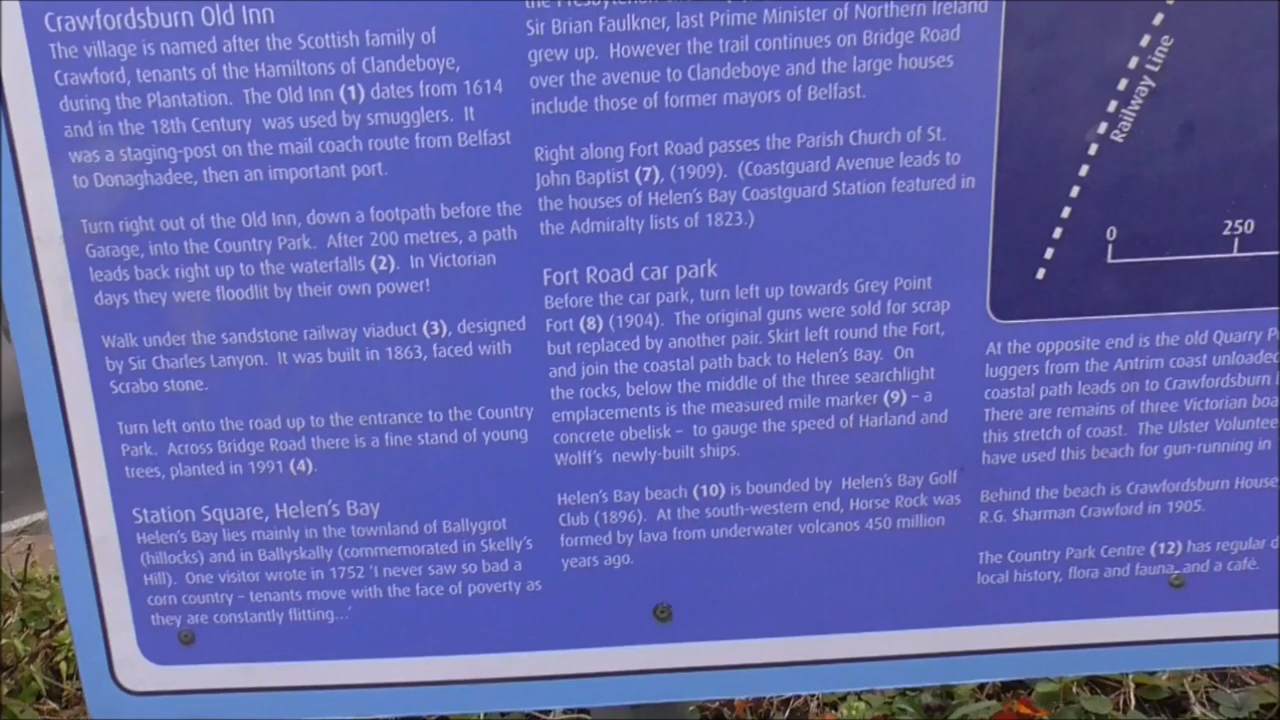 Crawfordsburn Old Inn
The village is named after the Scottish family of
Crawford, tenants of the Hamiltons of Clandeboye,
during the Plantation. The Old Inn (1) dates from 1614
and in the 18th Century was used by smugglers. It
was a staging-post on the mail coach route from Belfast
to Donaghadee, then an important port.
Turn right out of the Old Inn, down a footpath before the
Garage, into the Country Park. After 200 metres, a path
leads back right up to the waterfalls (2). In Victorian
days they were floodlit by their own power!
Walk under the sandstone railway viaduct (3), designed
by Sir Charles Lanyon. It was built in 1863, faced with
Scrabo stone.
Turn left onto the road up to the entrance to the Country
Park. Across Bridge Road there is a fine stand of young
trees, planted in 1991 (4).
Station Square, Helen's Bay
Helen's Bay lies mainly in the townland of Ballygrot
(hillocks) and in Ballyskally (commemorated in Skelly's
Hill). One visitor wrote in 1752 'I never saw so bad a
corn country – tenants move with the face of poverty as
they are constantly flitting...'
the
Sir Brian Faulkner, last Prime Minister of Northern Ireland
grew up. However the trail continues on Bridge Road
over the avenue to Clandeboye and the large houses
include those of former mayors of Belfast.
Right along Fort Road passes the Parish Church of St.
John Baptist (7), (1909). (Coastguard Avenue leads to
the houses of Helen's Bay Coastguard Station featured in
the Admiralty lists of 1823.)
Fort Road car park
Before the car park, turn left up towards Grey Point
Fort (8) (1904). The original guns were sold for scrap
but replaced by another pair. Skirt left round the Fort,
and join the coastal path back to Helen's Bay. On
the rocks, below the middle of the three searchlight
emplacements is the measured mile marker (9) – a
concrete obelisk – to gauge the speed of Harland and
Wolff's newly-built ships.
Helen's Bay beach (10) is bounded by Helen's Bay Golf
Club (1896). At the south-western end, Horse Rock was
formed by lava from underwater volcanos 450 million
years ago.
Railway Line
0 250
At the opposite end is the old Quarry P
luggers from the Antrim coast unloaded
coastal path leads on to Crawfordsburn
There are remains of three Victorian boa
this stretch of coast. The Ulster Voluntee
have used this beach for gun-running in
Behind the beach is Crawfordsburn House
R.G. Sharman Crawford in 1905.
The Country Park Centre (12) has regular d
local history, flora and fauna, and a café.